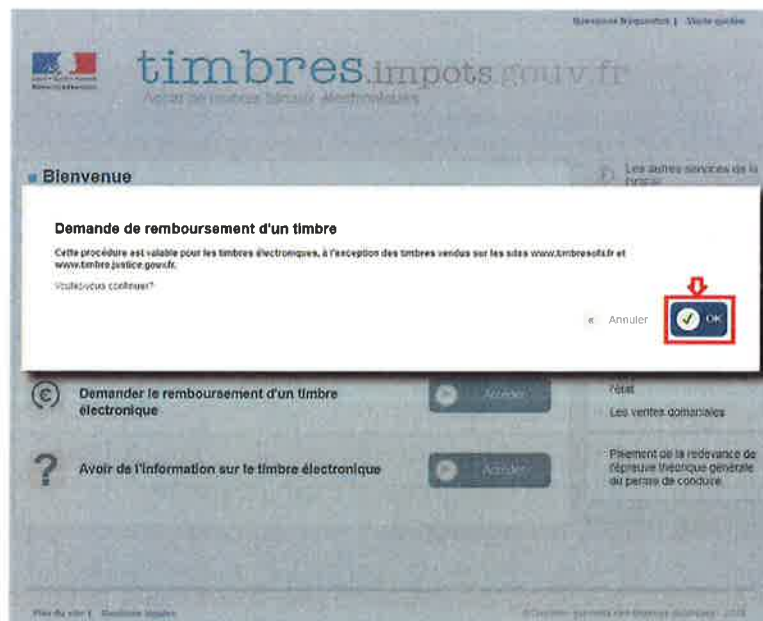 Questions fréquentes | Visite guidée
timbres.impots.gouv.fr
Achat de timbres fiscaux électroniques
Bienvenue
Les autres services de la
Demande de remboursement d'un timbre
Cette procédure est valable pour les timbres électroniques, à l'exception des timbres vendus sur les sites www.timbresofii.fr et
www.timbre.justice.gouv.fr.
Voulez-vous continuer?
« Annuler
OK
Demander le remboursement d'un timbre
électronique
Accéder
l'état
Les ventes domaniales
Avoir de l'information sur le timbre électronique
Accéder
Paiement de la redevance de
l'épreuve théorique générale
du permis de conduire
Plan du site | Mentions légales